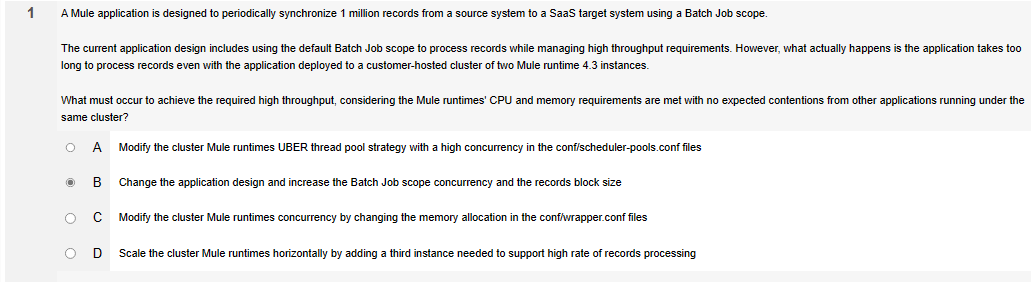 1 A Mule application is designed to periodically synchronize 1 million records from a source system to a SaaS target system using a Batch Job scope.
The current application design includes using the default Batch Job scope to process records while managing high throughput requirements. However, what actually happens is the application takes too
long to process records even with the application deployed to a customer-hosted cluster of two Mule runtime 4.3 instances.
What must occur to achieve the required high throughput, considering the Mule runtimes' CPU and memory requirements are met with no expected contentions from other applications running under the
same cluster?
A Modify the cluster Mule runtimes UBER thread pool strategy with a high concurrency in the conf/scheduler-pools.conf files
B Change the application design and increase the Batch Job scope concurrency and the records block size
C Modify the cluster Mule runtimes concurrency by changing the memory allocation in the conf/wrapper.conf files
D Scale the cluster Mule runtimes horizontally by adding a third instance needed to support high rate of records processing